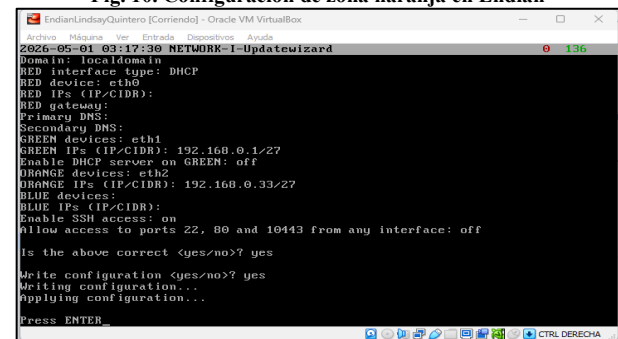 Fig. 10. Configuración de zona naranja en Endian
EndianLindsayQuintero [Corriendo] - Oracle VM VirtualBox
Archivo Máquina Ver Entrada Dispositivos Ayuda
2026-05-01 03:17:30 NETWORK-I-Updatewizard 0 136
Domain: localdomain
RED interface type: DHCP
RED device: eth0
RED IPs (IP/CIDR):
RED gateway:
Primary DNS:
Secondary DNS:
GREEN devices: eth1
GREEN IPs (IP/CIDR): 192.168.0.1/27
Enable DHCP server on GREEN: off
ORANGE devices: eth2
ORANGE IPs (IP/CIDR): 192.168.0.33/27
BLUE devices:
BLUE IPs (IP/CIDR):
Enable SSH access: on
Allow access to ports 22, 80 and 10443 from any interface: off
Is the above correct <yes/no>? yes
Write configuration <yes/no>? yes
Writing configuration...
Applying configuration...
Press ENTER_
CTRL DERECHA